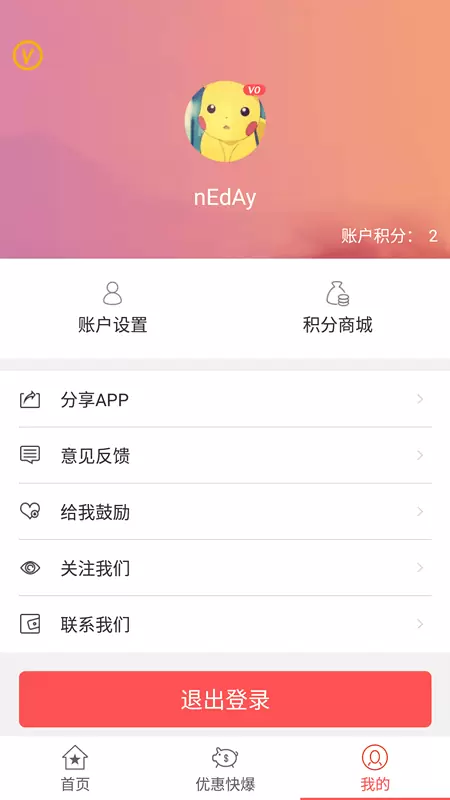 V
V0
nEdAy
账户积分： 2
账户设置
积分商城
分享APP
意见反馈
给我鼓励
关注我们
联系我们
退出登录
首页
优惠快爆
我的